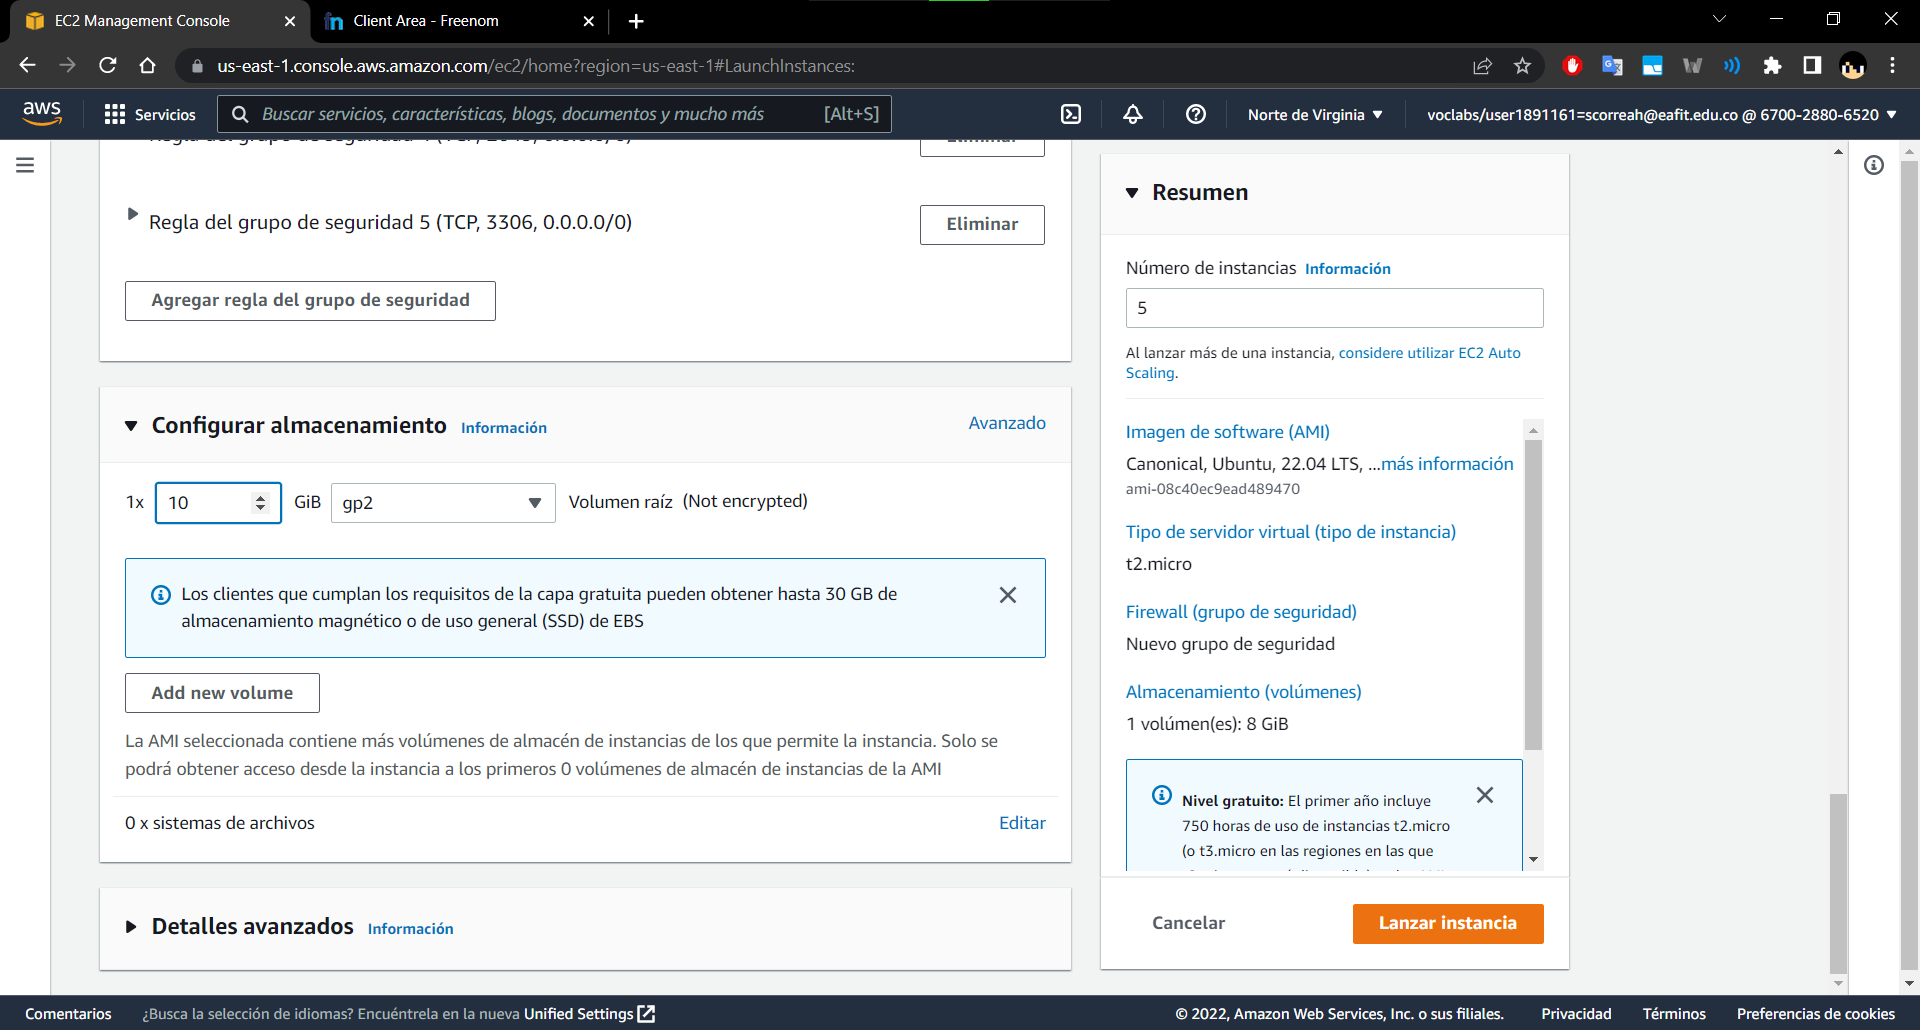 EC2 Management Console
Client Area - Freenom
us-east-1.console.aws.amazon.com/ec2/home?region=us-east-1#LaunchInstances:
aws
Servicios
Buscar servicios, características, blogs, documentos y mucho más
[Alt+S]
Norte de Virginia
voclabs/user1891161=scorreah@eafit.edu.co @ 6700-2880-6520
Regla del grupo de seguridad 5 (TCP, 3306, 0.0.0.0/0)
Eliminar
Agregar regla del grupo de seguridad
Configurar almacenamiento Información
Avanzado
1x 10 GiB gp2 Volumen raíz (Not encrypted)
Los clientes que cumplan los requisitos de la capa gratuita pueden obtener hasta 30 GB de
almacenamiento magnético o de uso general (SSD) de EBS
Add new volume
La AMI seleccionada contiene más volúmenes de almacén de instancias de los que permite la instancia. Solo se
podrá obtener acceso desde la instancia a los primeros 0 volúmenes de almacén de instancias de la AMI
0 x sistemas de archivos
Editar
Detalles avanzados Información
Resumen
Número de instancias Información
5
Al lanzar más de una instancia, considere utilizar EC2 Auto
Scaling.
Imagen de software (AMI)
Canonical, Ubuntu, 22.04 LTS, ...más información
ami-08c40ec9ead489470
Tipo de servidor virtual (tipo de instancia)
t2.micro
Firewall (grupo de seguridad)
Nuevo grupo de seguridad
Almacenamiento (volúmenes)
1 volúmen(es): 8 GiB
Nivel gratuito: El primer año incluye
750 horas de uso de instancias t2.micro
(o t3.micro en las regiones en las que
Cancelar
Lanzar instancia
Comentarios
¿Busca la selección de idiomas? Encuéntrela en la nueva Unified Settings
© 2022, Amazon Web Services, Inc. o sus filiales.
Privacidad
Términos
Preferencias de cookies